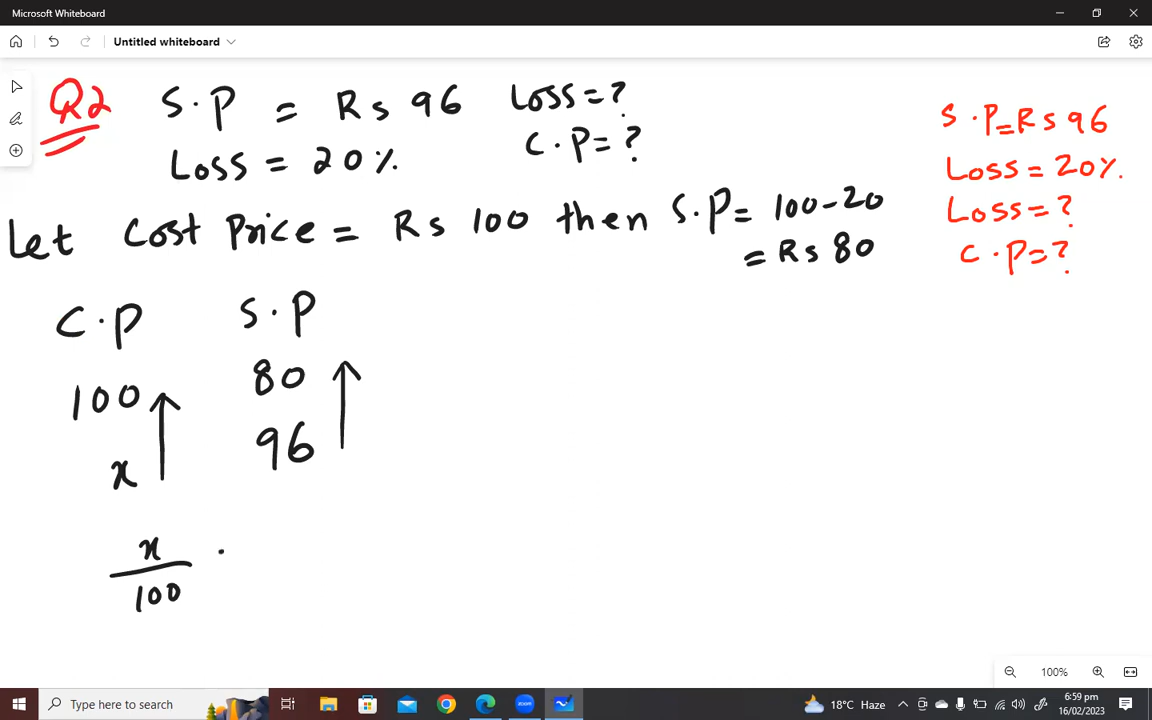 Microsoft Whiteboard
Untitled whiteboard
Q2 S.P = Rs 96 Loss = ?
Loss = 20% C.P = ?
S.P = Rs 96
Loss = 20%.
Loss = ?
C.P = ?
Let Cost Price = Rs 100 then S.P = 100-20
= Rs 80
C.P S.P
100 80
x 96
x
100
100%
Type here to search
zoom
18°C Haze
6:59 pm
16/02/2023